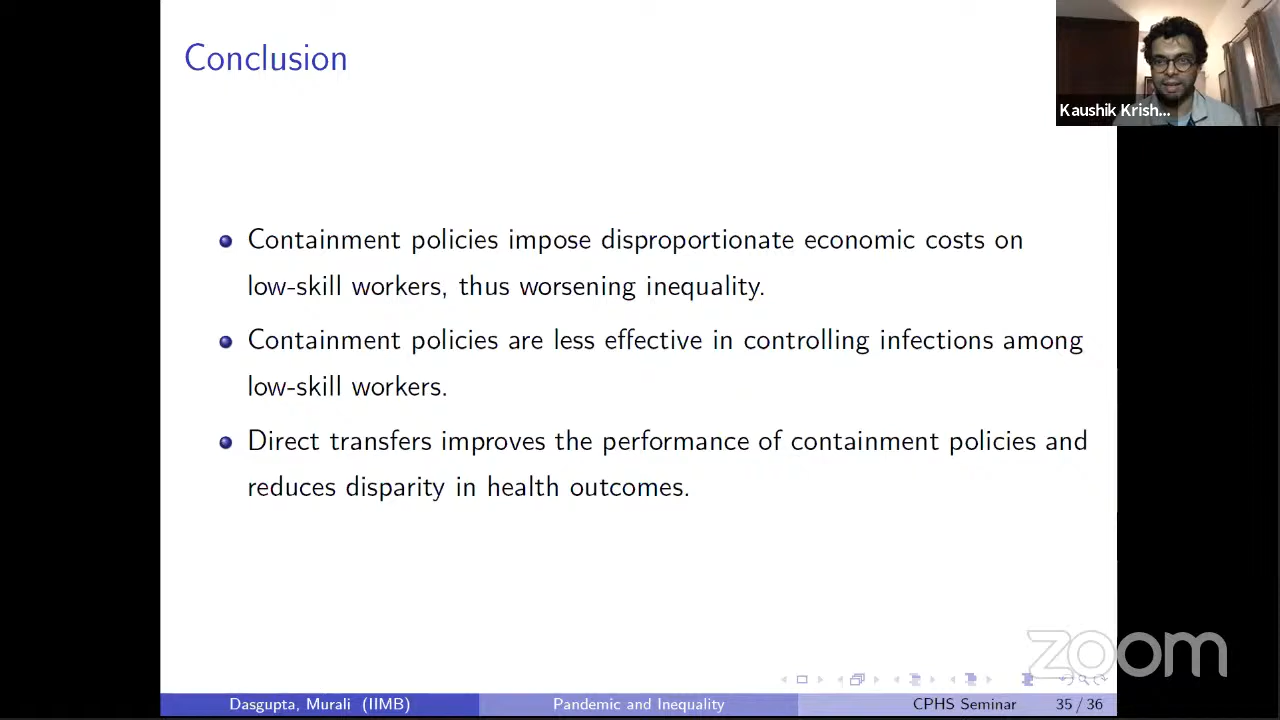 Conclusion
Kaushik Krish...
Containment policies impose disproportionate economic costs on
low-skill workers, thus worsening inequality.
Containment policies are less effective in controlling infections among
low-skill workers.
Direct transfers improves the performance of containment policies and
reduces disparity in health outcomes.
zoom
Dasgupta, Murali (IIMB) Pandemic and Inequality CPHS Seminar 35 / 36